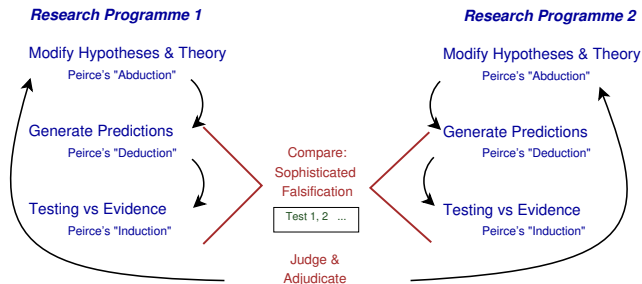 Research Programme 1
Modify Hypotheses & Theory
Peirce's "Abduction"
Generate Predictions
Peirce's "Deduction"
Testing vs Evidence
Peirce's "Induction"
Compare:
Sophisticated
Falsification
Test 1, 2 ...
Judge &
Adjudicate
Research Programme 2
Modify Hypotheses & Theory
Peirce's "Abduction"
Generate Predictions
Peirce's "Deduction"
Testing vs Evidence
Peirce's "Induction"